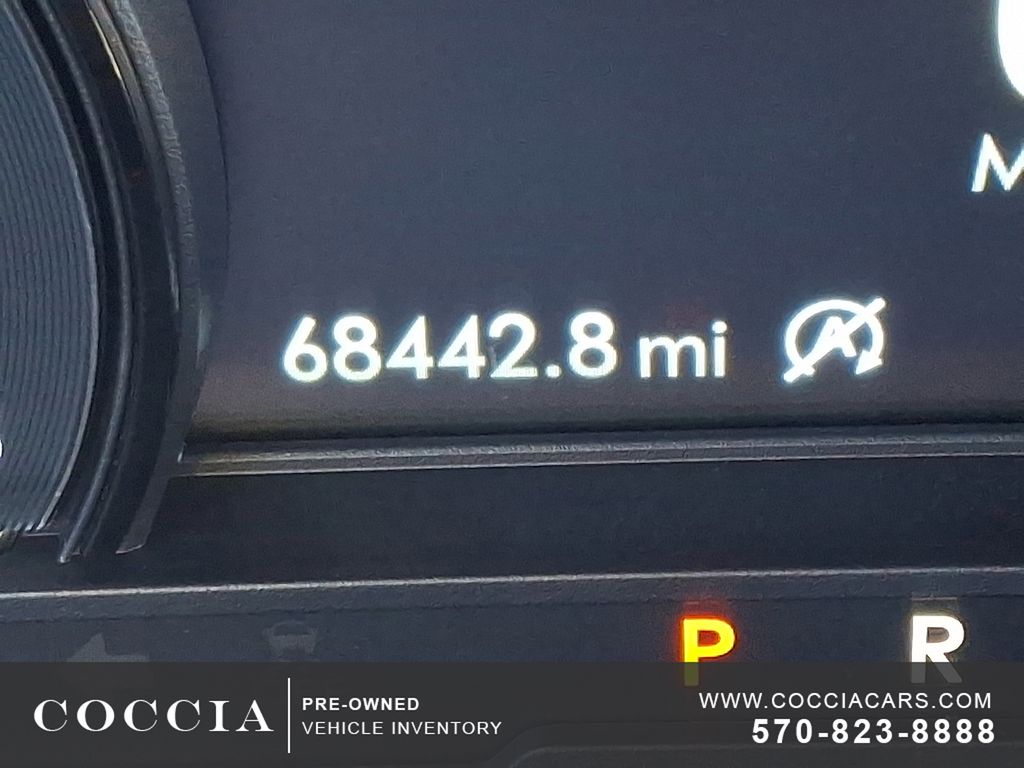 M
68442.8 mi A
P R
COCCIA
PRE-OWNED
VEHICLE INVENTORY
WWW.COCCIACARS.COM
570-823-8888